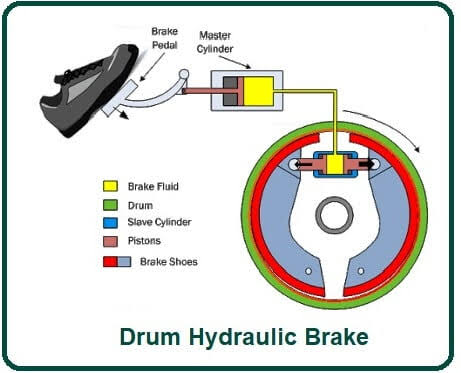 Brake
Pedal
Master
Cylinder
Brake Fluid
Drum
Slave Cylinder
Pistons
Brake Shoes
Drum Hydraulic Brake